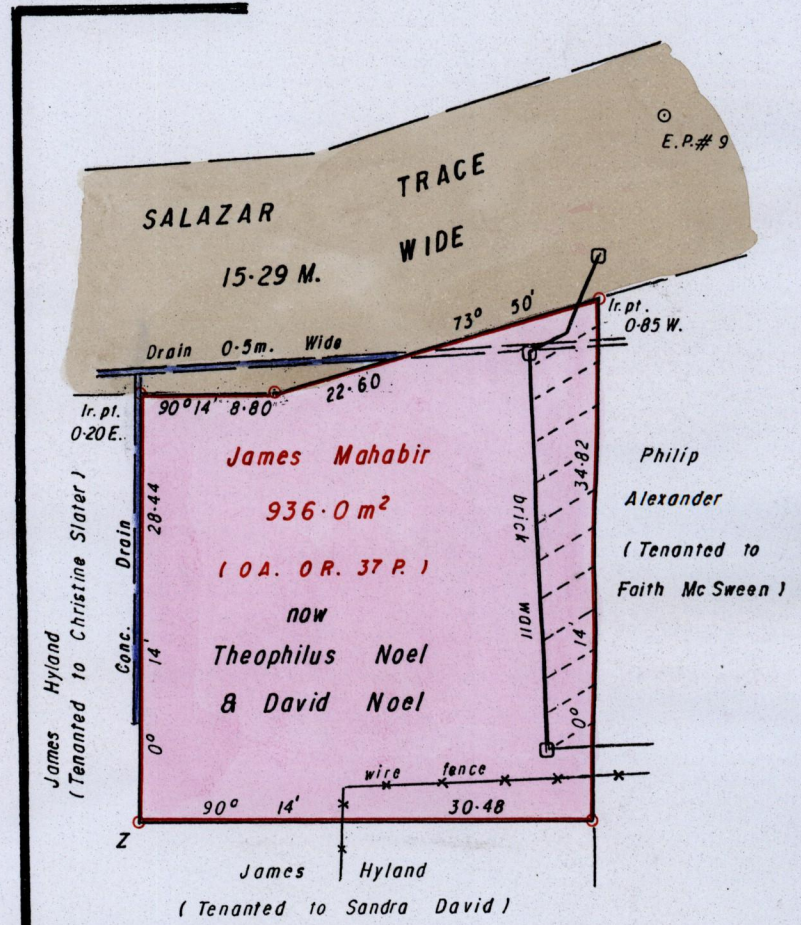 E.P.# 9
SALAZAR TRACE
15·29 M. WIDE
73° 50'
22·60
Ir. pt.
0·85 W.
Drain 0·5m. Wide
Ir. pt.
0·20 E.
90° 14' 8·80
James Hyland
(Tenanted to Christine Slater)
Conc. Drain
0° 14' 28·44
James Mahabir
936·0 m²
(0A. 0R. 37 P.)
now
Theophilus Noel
& David Noel
brick wall
0° 14' 34·82
Philip
Alexander
(Tenanted to
Faith Mc Sween)
wire fence
90° 14' 30·48
Z
James Hyland
(Tenanted to Sandra David)